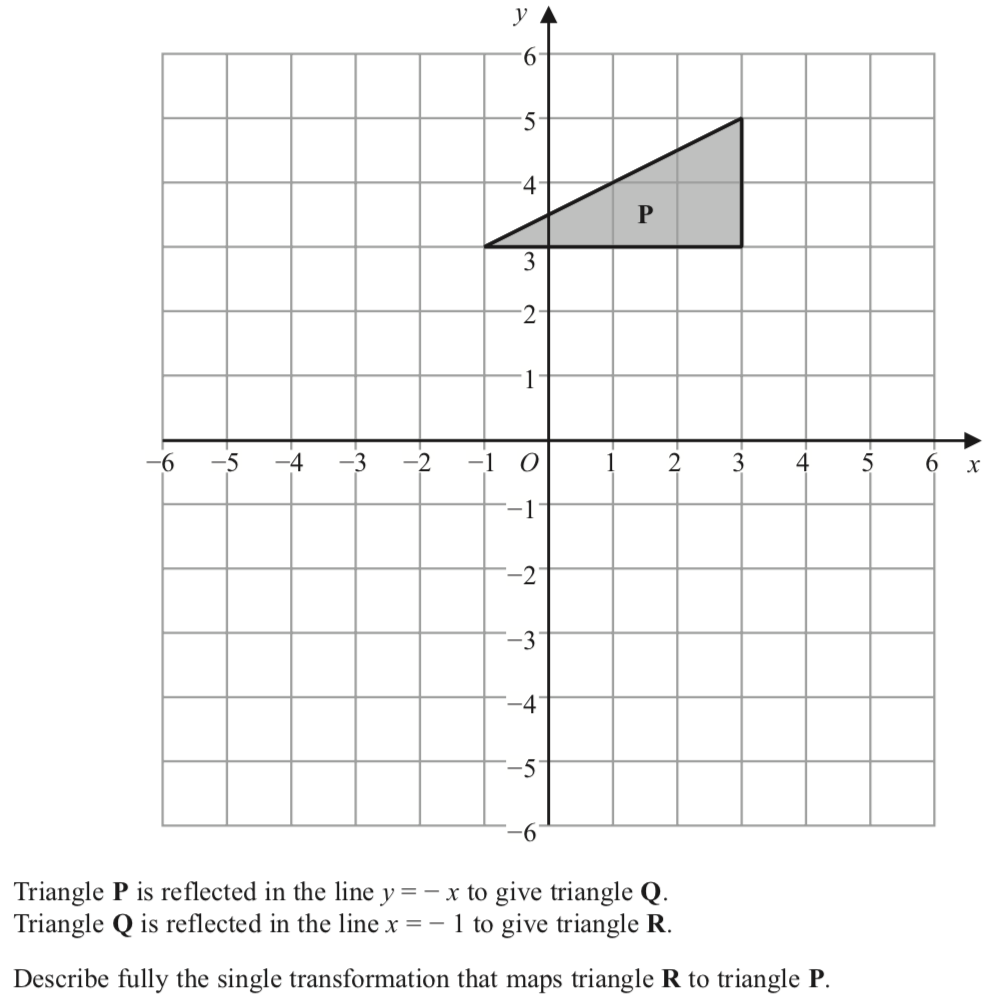 y
6
5
4
P
3
2
1
−6 −5 −4 −3 −2 −1 O 1 2 3 4 5 6 x
−1
−2
−3
−4
−5
−6
Triangle P is reflected in the line y = − x to give triangle Q.
Triangle Q is reflected in the line x = − 1 to give triangle R.
Describe fully the single transformation that maps triangle R to triangle P.